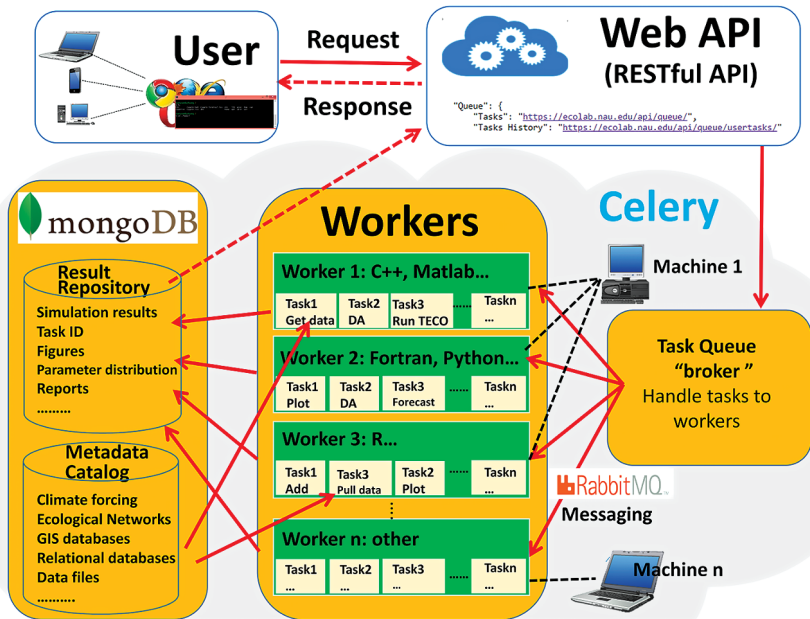 User
Request
Response
Web API
(RESTful API)
"Queue": {
"Tasks": "https://ecolab.nau.edu/api/queue/",
"Tasks History": "https://ecolab.nau.edu/api/queue/usertasks/"
mongoDB
Result
Repository
Simulation results
Task ID
Figures
Parameter distribution
Reports
.........
Metadata
Catalog
Climate forcing
Ecological Networks
GIS databases
Relational databases
Data files
..........
Workers
Worker 1: C++, Matlab...
Task1 Task2 Task3 ...... Taskn
Get data DA Run TECO ...
Worker 2: Fortran, Python...
Task1 Task2 Task3 ...... Taskn
Plot DA Forecast ...
Worker 3: R...
Task1 Task3 Task2 ...... Taskn
Add Pull data Plot ...
Worker n: other
Task1 Task2 Task3 ...... Taskn
... ... ... ...
Celery
Machine 1
Task Queue
"broker "
Handle tasks to
workers
RabbitMQ
Messaging
Machine n